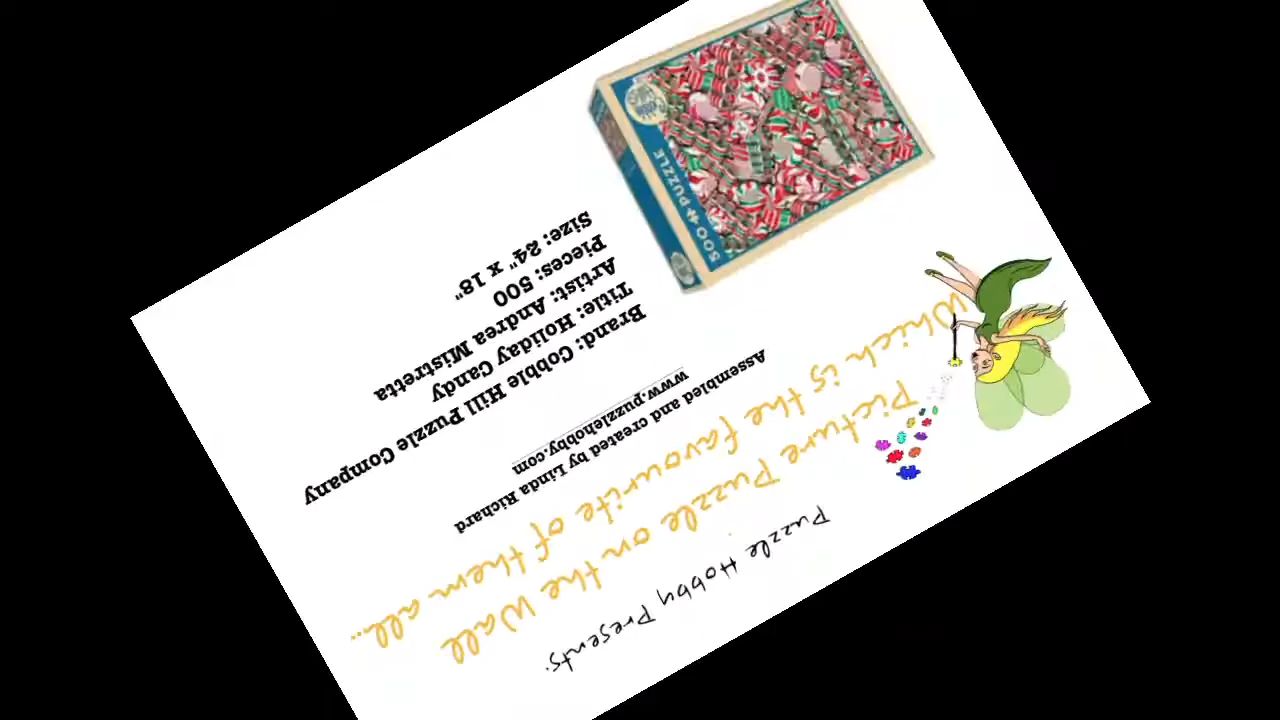 Puzzle Hobby Presents:
Picture Puzzle on the Wall
Which is the favourite of them all...
Assembled and created by Linda Richard
www.puzzlehobby.com
Brand: Cobble Hill Puzzle Company
Title: Holiday Candy
Artist: Andrea Mistretta
Pieces: 500
Size: 24" x 18"
500 PUZZLE